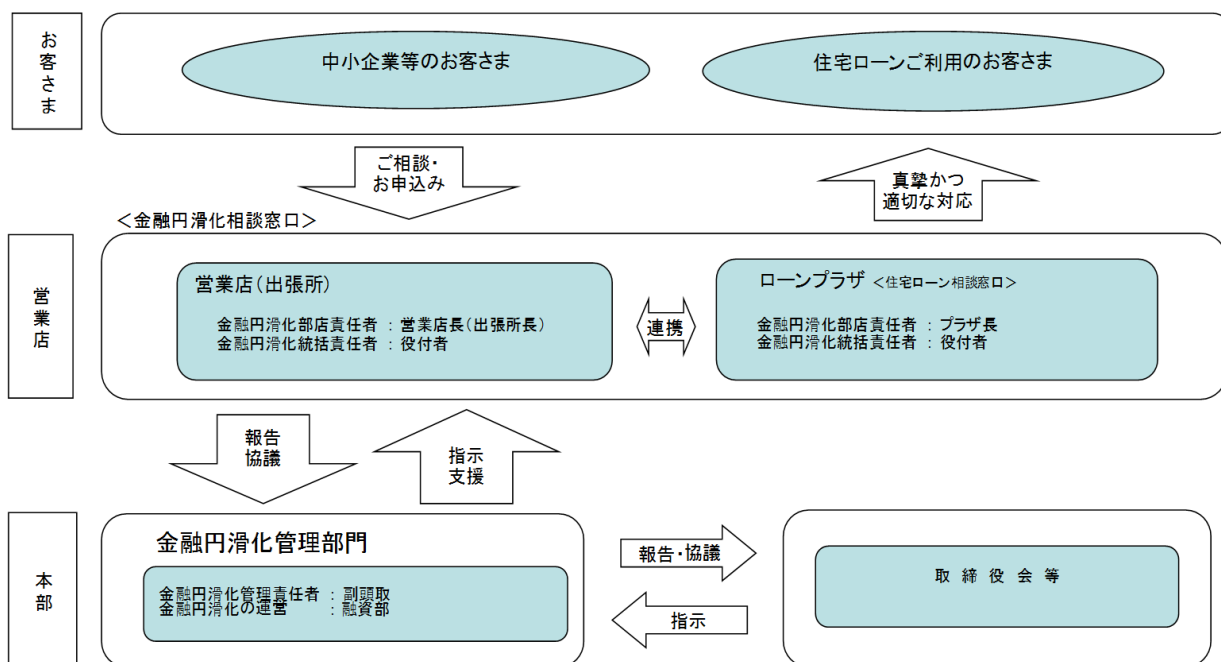 お客さま
中小企業等のお客さま
住宅ローンご利用のお客さま
ご相談・
お申込み
真摯かつ
適切な対応
＜金融円滑化相談窓口＞
営業店
営業店（出張所）
金融円滑化部店責任者 ： 営業店長（出張所長）
金融円滑化統括責任者 ： 役付者
連携
ローンプラザ ＜住宅ローン相談窓口＞
金融円滑化部店責任者 ： プラザ長
金融円滑化統括責任者 ： 役付者
報告
協議
指示
支援
本部
金融円滑化管理部門
金融円滑化管理責任者 ： 副頭取
金融円滑化の運営 ： 融資部
報告・協議
指示
取 締 役 会 等